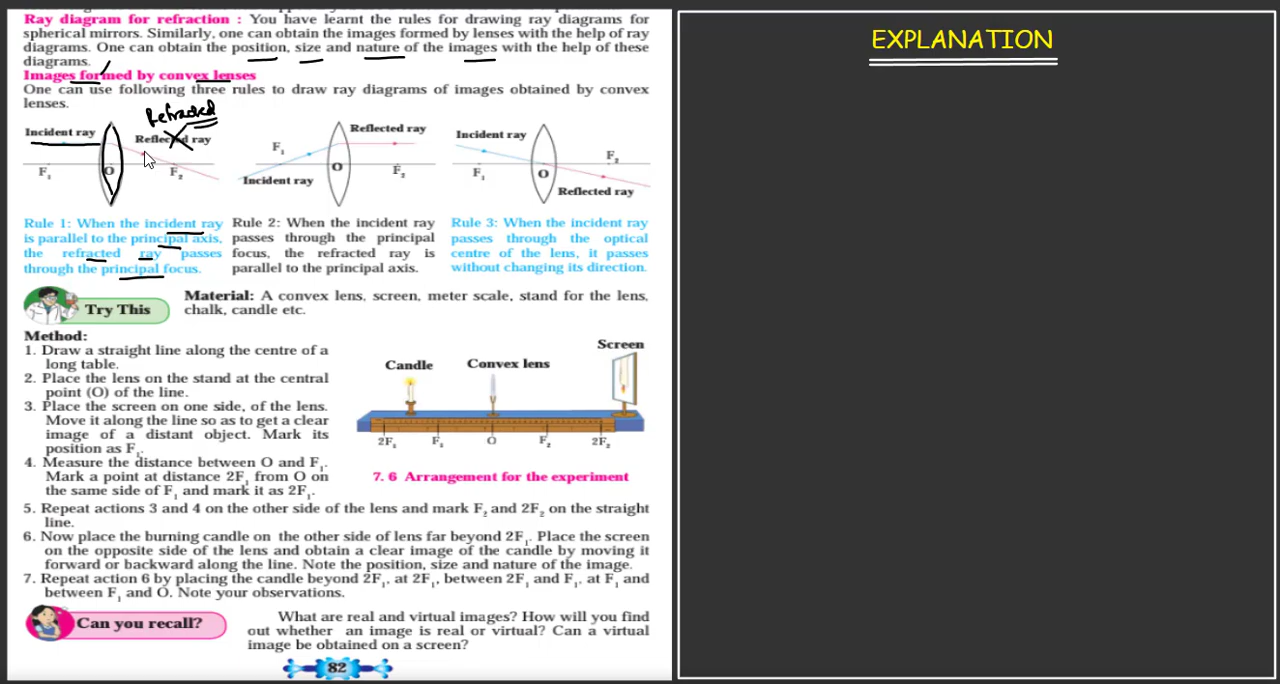 Ray diagram for refraction : You have learnt the rules for drawing ray diagrams for
spherical mirrors. Similarly, one can obtain the images formed by lenses with the help of ray
diagrams. One can obtain the position, size and nature of the images with the help of these
diagrams.
Images formed by convex lenses
One can use following three rules to draw ray diagrams of images obtained by convex
lenses.
Refracted
Incident ray
Reflected ray
F1
O
F2
Reflected ray
F1
O
F2
Incident ray
Incident ray
F2
F1
O
Reflected ray
Rule 1: When the incident ray
is parallel to the principal axis,
the refracted ray passes
through the principal focus.
Rule 2: When the incident ray
passes through the principal
focus, the refracted ray is
parallel to the principal axis.
Rule 3: When the incident ray
passes through the optical
centre of the lens, it passes
without changing its direction.
Try This
Material: A convex lens, screen, meter scale, stand for the lens,
chalk, candle etc.
Method:
1. Draw a straight line along the centre of a
long table.
2. Place the lens on the stand at the central
point (O) of the line.
3. Place the screen on one side, of the lens.
Move it along the line so as to get a clear
image of a distant object. Mark its
position as F1.
4. Measure the distance between O and F1.
Mark a point at distance 2F1 from O on
the same side of F1 and mark it as 2F1.
Screen
Candle
Convex lens
2F1
F1
O
F2
2F2
7. 6 Arrangement for the experiment
5. Repeat actions 3 and 4 on the other side of the lens and mark F2 and 2F2 on the straight
line.
6. Now place the burning candle on the other side of lens far beyond 2F1. Place the screen
on the opposite side of the lens and obtain a clear image of the candle by moving it
forward or backward along the line. Note the position, size and nature of the image.
7. Repeat action 6 by placing the candle beyond 2F1, at 2F1, between 2F1 and F1, at F1 and
between F1 and O. Note your observations.
Can you recall?
What are real and virtual images? How will you find
out whether an image is real or virtual? Can a virtual
image be obtained on a screen?
82
EXPLANATION